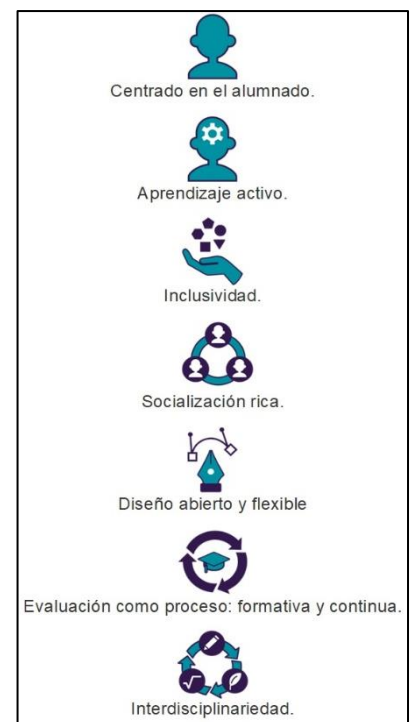 Centrado en el alumnado.
Aprendizaje activo.
Inclusividad.
Socialización rica.
Diseño abierto y flexible
Evaluación como proceso: formativa y continua.
Interdisciplinariedad.